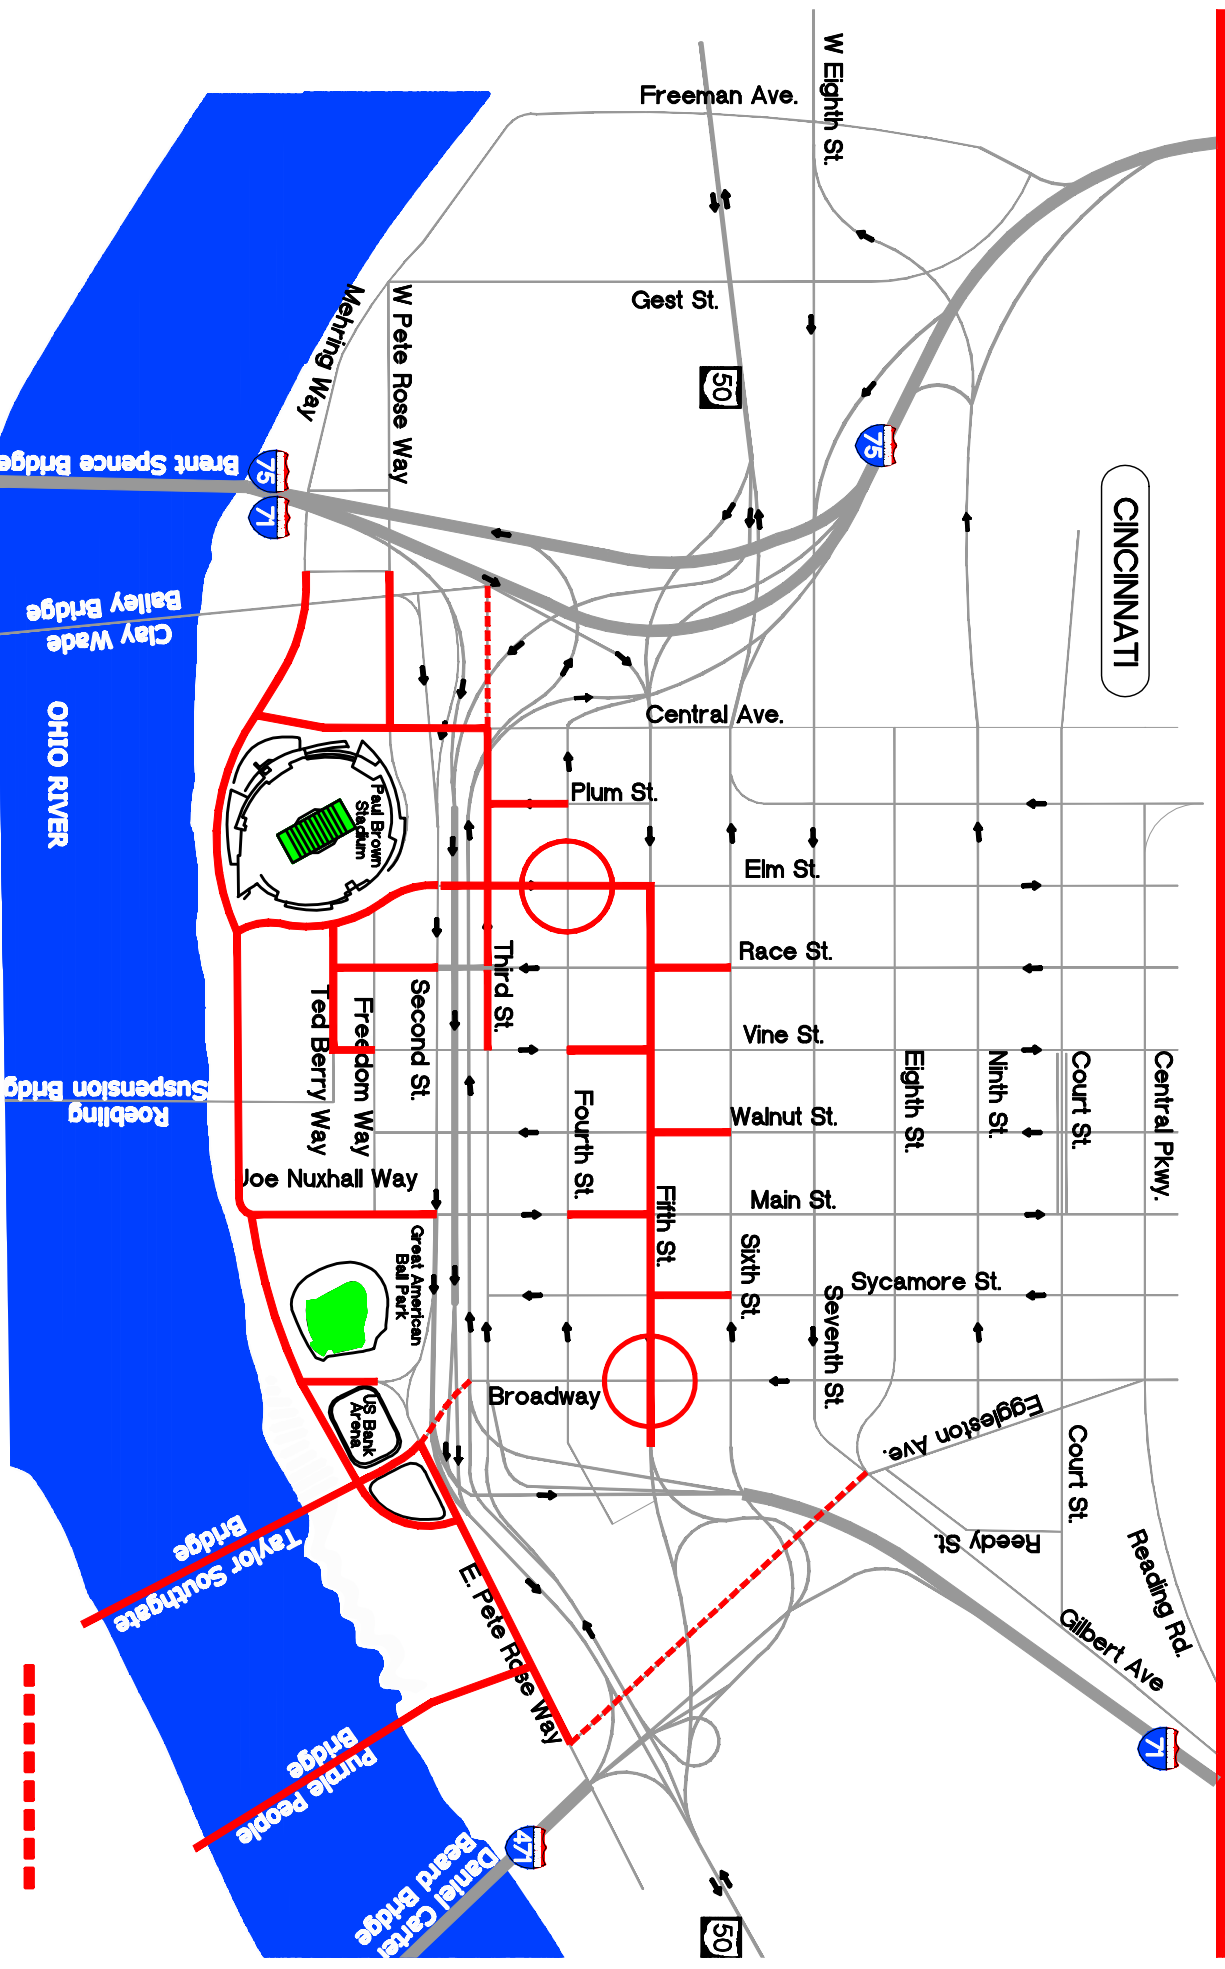 Freeman Ave.
W Eighth St.
Gest St.
50
W Pete Rose Way
Mehring Way
75
CINCINNATI
75
71
Brent Spence Bridge
Clay Wade
Bailey Bridge
OHIO RIVER
Central Ave.
Plum St.
Paul Brown
Stadium
Elm St.
Race St.
Third St.
Second St.
Vine St.
Ted Berry Way
Freedom Way
Roebling
Suspension Bridg
Fourth St.
Walnut St.
Eighth St.
Ninth St.
Court St.
Central Pkwy.
Joe Nuxhall Way
Main St.
Fifth St.
Sixth St.
Great American
Ball Park
Sycamore St.
Seventh St.
Broadway
US Bank
Arena
Eggleston Ave.
Court St.
Reedy St.
Reading Rd.
Gilbert Ave
Taylor Southgate
Bridge
E. Pete Rose Way
Purple People
Bridge
71
471
Daniel Carter
Beard Bridge
50